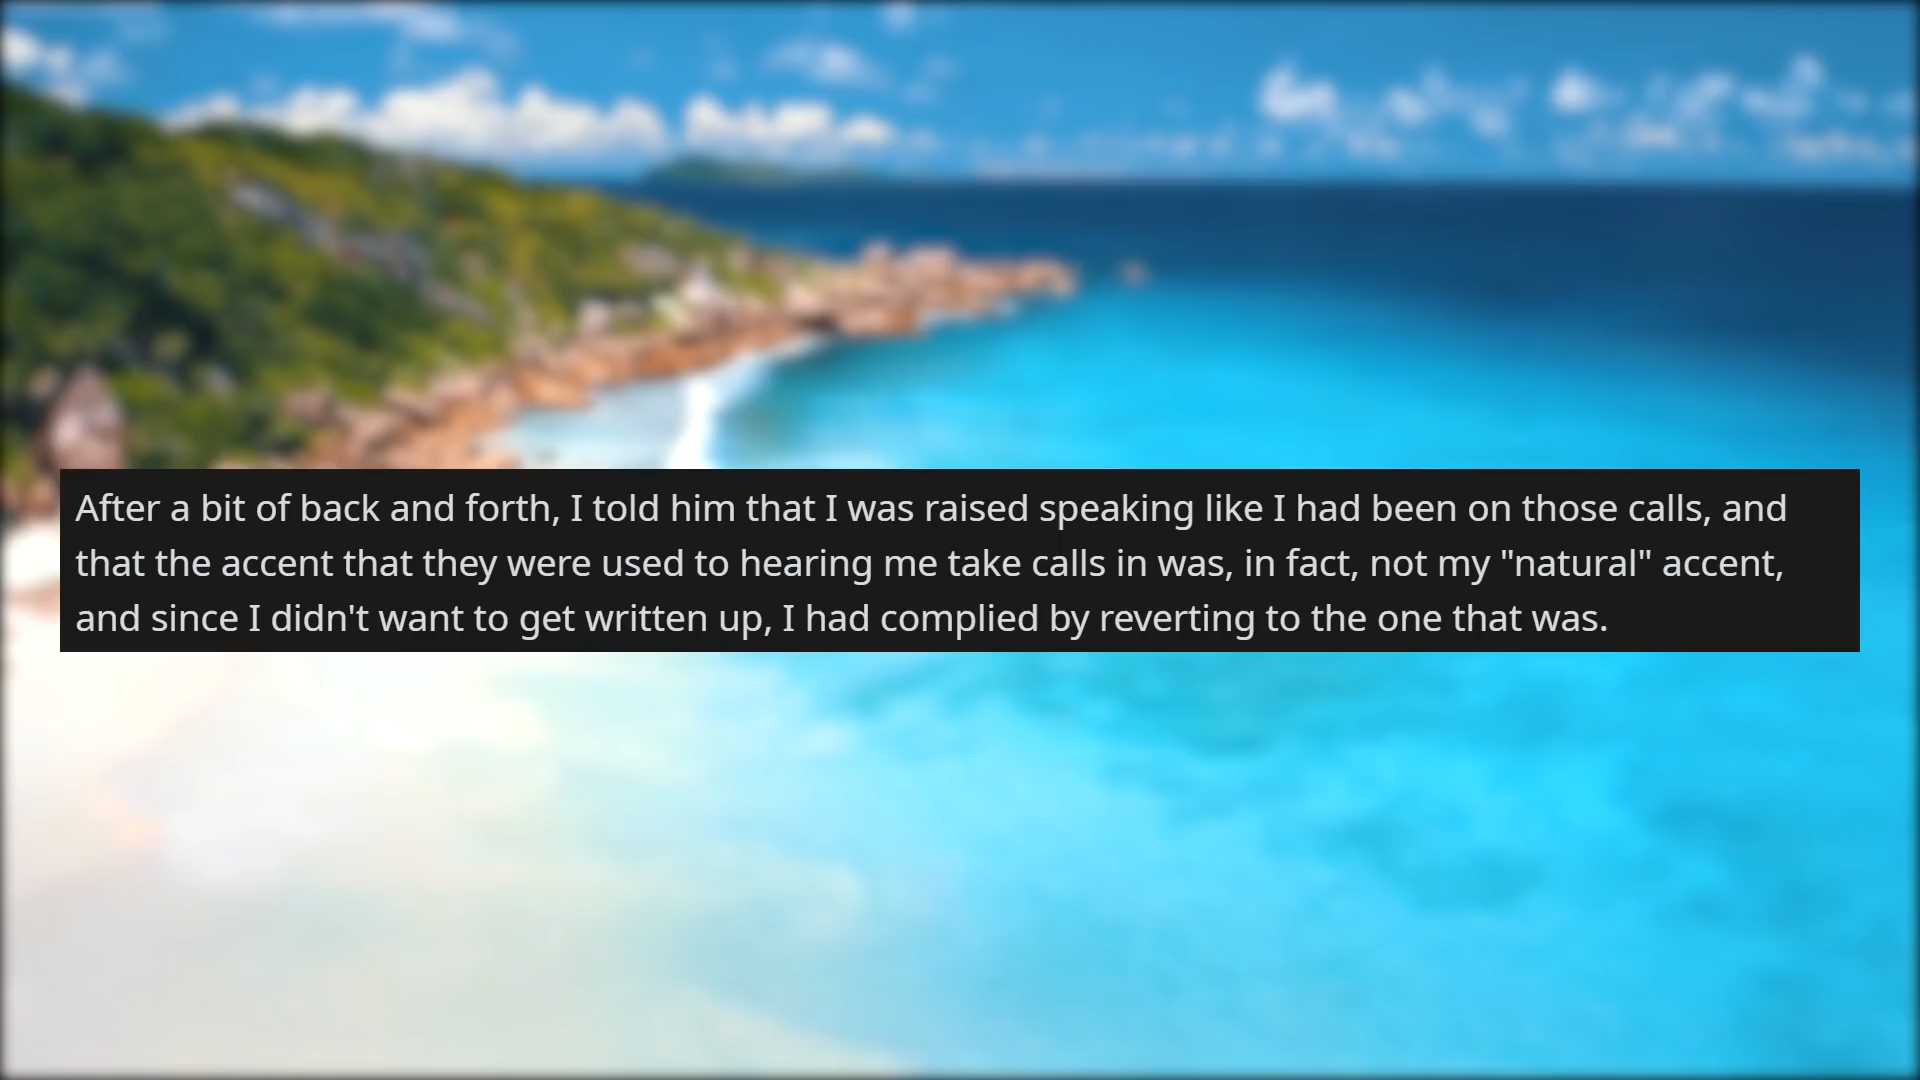 After a bit of back and forth, I told him that I was raised speaking like I had been on those calls, and
that the accent that they were used to hearing me take calls in was, in fact, not my "natural" accent,
and since I didn't want to get written up, I had complied by reverting to the one that was.